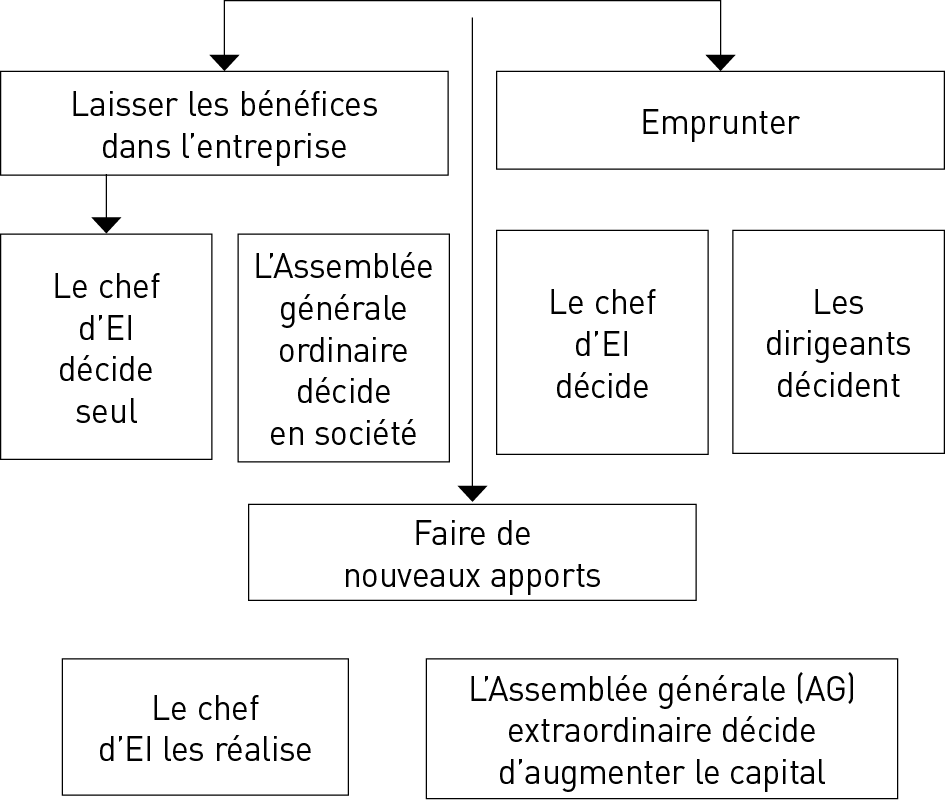 Laisser les bénéfices
dans l’entreprise
Emprunter
Le chef
d’EI
décide
seul
L’Assemblée
générale
ordinaire
décide
en société
Le chef
d’EI
décide
Les
dirigeants
décident
Faire de
nouveaux apports
Le chef
d’EI les réalise
L’Assemblée générale (AG)
extraordinaire décide
d’augmenter le capital